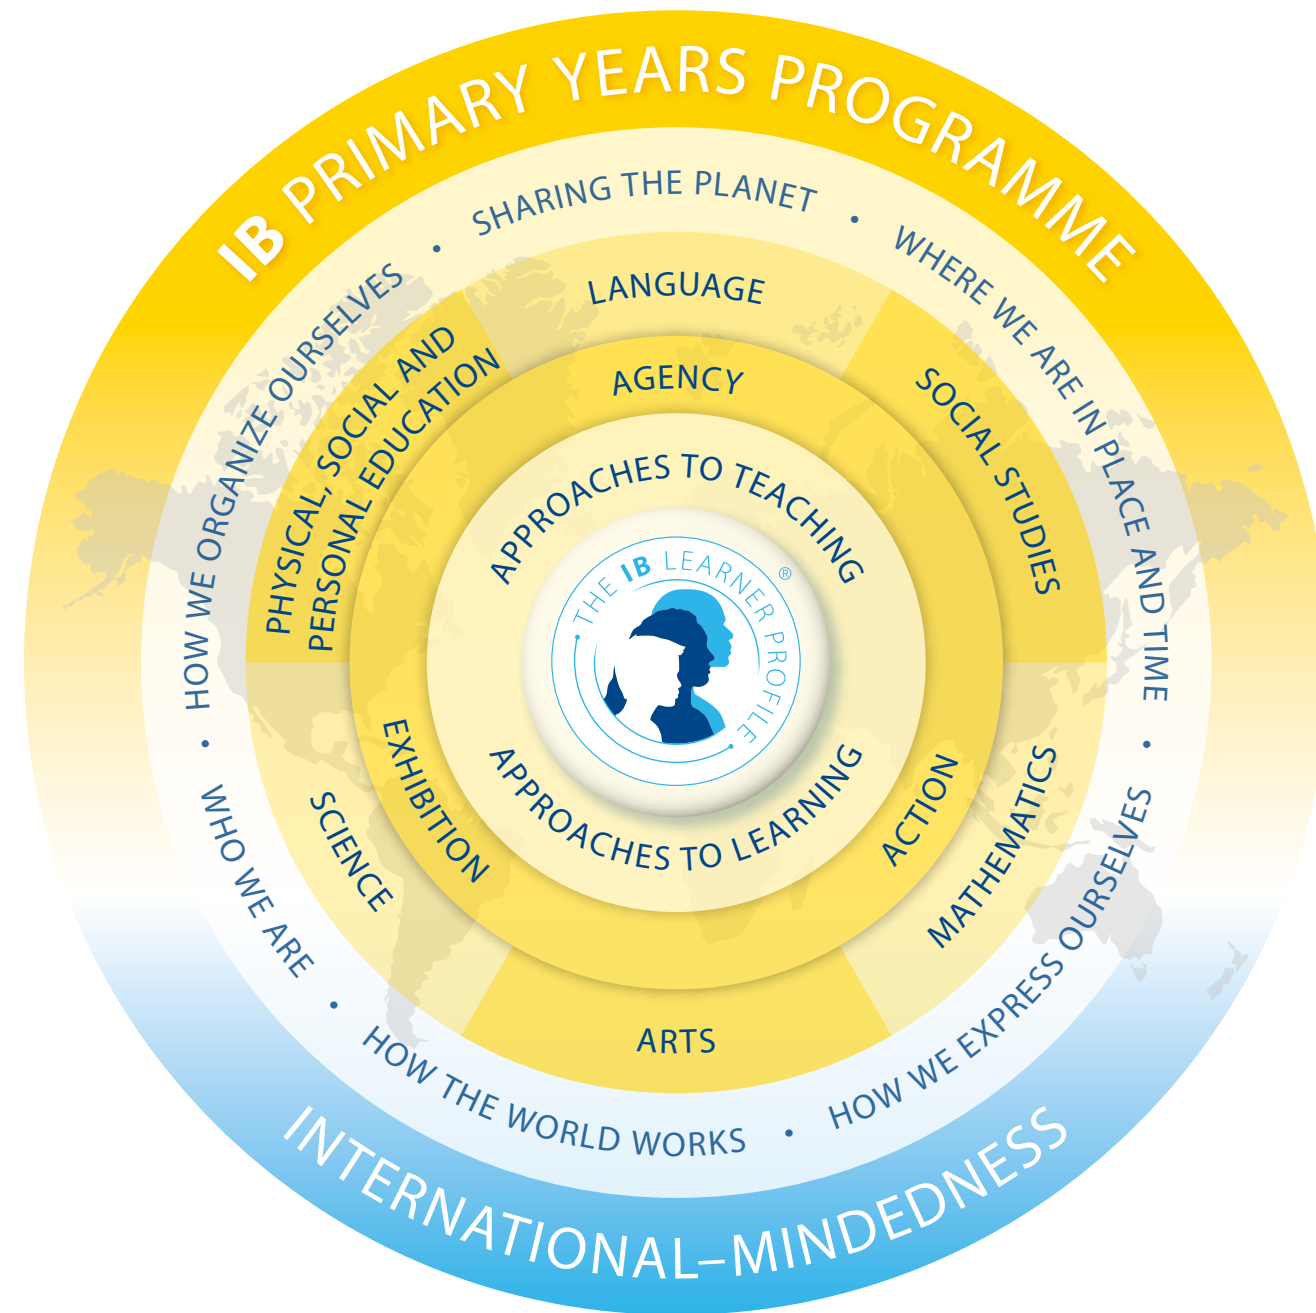 IB PRIMARY YEARS PROGRAMME
SHARING THE PLANET
•
WHERE WE ARE IN PLACE AND TIME
•
HOW WE EXPRESS OURSELVES
•
HOW THE WORLD WORKS
•
WHO WE ARE
•
HOW WE ORGANIZE OURSELVES
•
LANGUAGE
SOCIAL STUDIES
MATHEMATICS
ARTS
SCIENCE
PHYSICAL, SOCIAL AND
PERSONAL EDUCATION
AGENCY
ACTION
EXHIBITION
APPROACHES TO TEACHING
APPROACHES TO LEARNING
THE IB LEARNER PROFILE
®
INTERNATIONAL–MINDEDNESS